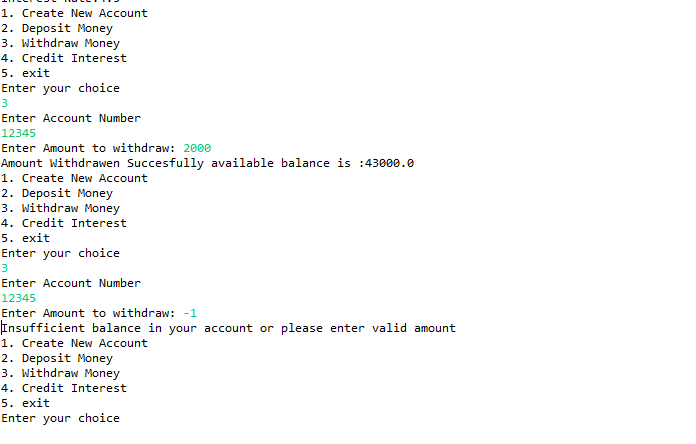 Interest Rate:4.5
1. Create New Account
2. Deposit Money
3. Withdraw Money
4. Credit Interest
5. exit
Enter your choice
3
Enter Account Number
12345
Enter Amount to withdraw: 2000
Amount Withdrawen Succesfully available balance is :43000.0
1. Create New Account
2. Deposit Money
3. Withdraw Money
4. Credit Interest
5. exit
Enter your choice
3
Enter Account Number
12345
Enter Amount to withdraw: -1
Insufficient balance in your account or please enter valid amount
1. Create New Account
2. Deposit Money
3. Withdraw Money
4. Credit Interest
5. exit
Enter your choice